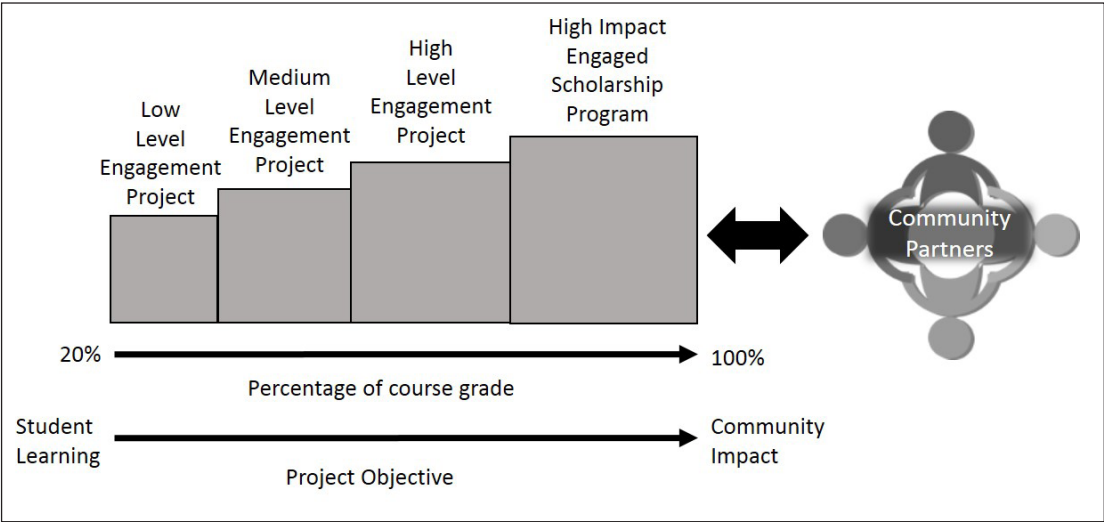 Low
Level
Engagement
Project
Medium
Level
Engagement
Project
High
Level
Engagement
Project
High Impact
Engaged
Scholarship
Program
Community
Partners
20%
100%
Percentage of course grade
Student
Learning
Community
Impact
Project Objective